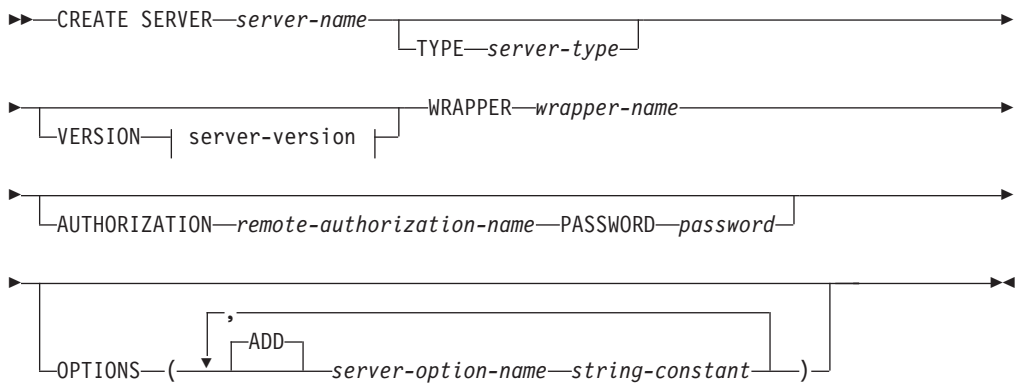 CREATE SERVER server-name
TYPE server-type
WRAPPER wrapper-name
VERSION server-version
AUTHORIZATION remote-authorization-name PASSWORD password
,
ADD
OPTIONS ( server-option-name string-constant )